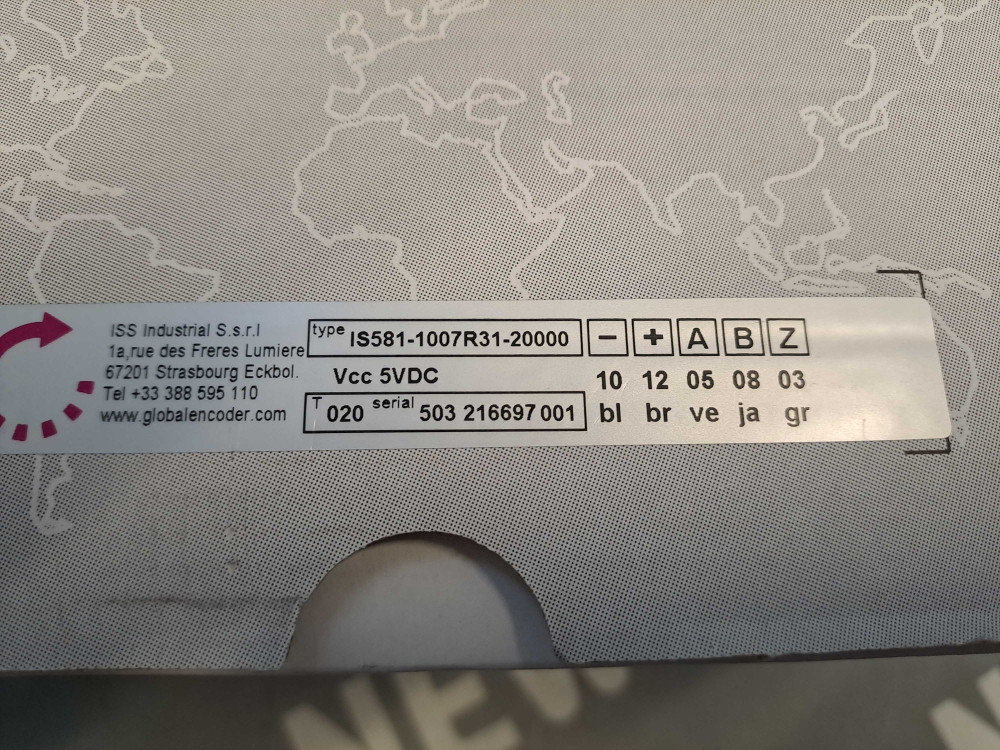 ISS Industrial S.s.r.l
1a,rue des Freres Lumiere
67201 Strasbourg Eckbol.
Tel +33 388 595 110
www.globalencoder.com
type IS581-1007R31-20000
Vcc 5VDC
T 020 serial 503 216697 001
- + A B Z
10 12 05 08 03
bl br ve ja gr
NEW